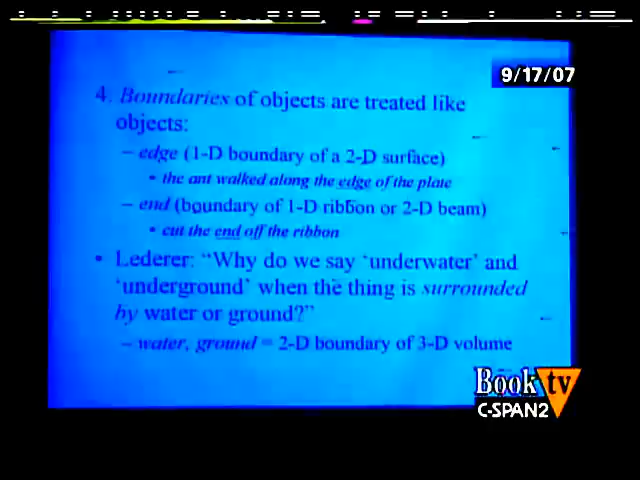 9/17/07
4. Boundaries of objects are treated like
objects:
– edge (1-D boundary of a 2-D surface)
• the ant walked along the edge of the plate
– end (boundary of 1-D ribbon or 2-D beam)
• cut the end off the ribbon
• Lederer: “Why do we say ‘underwater’ and
‘underground’ when the thing is surrounded
by water or ground?”
– water, ground = 2-D boundary of 3-D volume
Book tv
C-SPAN2